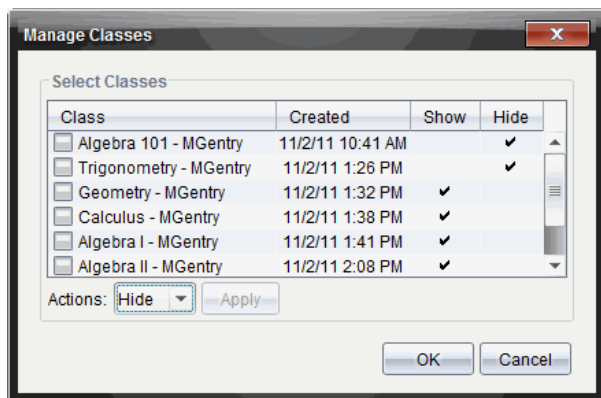 Manage Classes
Select Classes
Class Created Show Hide
Algebra 101 - MGentry 11/2/11 10:41 AM
Trigonometry - MGentry 11/2/11 1:26 PM
Geometry - MGentry 11/2/11 1:32 PM
Calculus - MGentry 11/2/11 1:38 PM
Algebra I - MGentry 11/2/11 1:41 PM
Algebra II - MGentry 11/2/11 2:08 PM
Actions: Hide Apply
OK Cancel